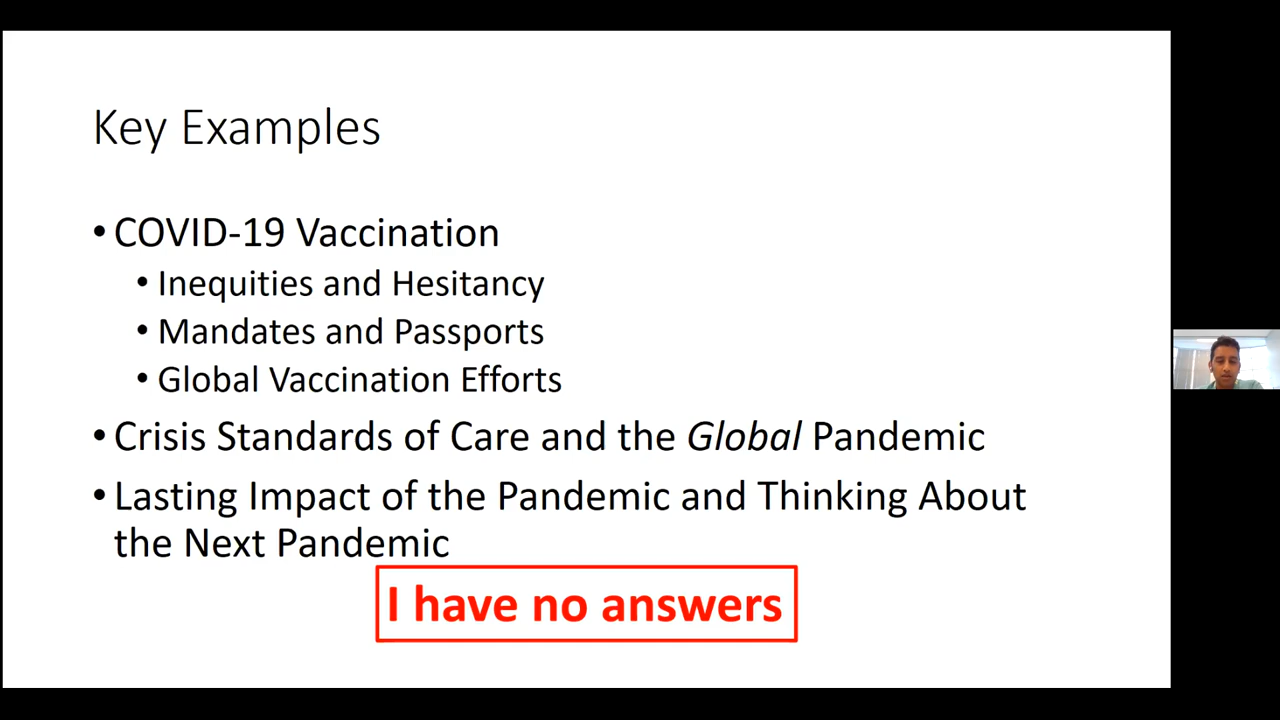 Key Examples
• COVID-19 Vaccination
• Inequities and Hesitancy
• Mandates and Passports
• Global Vaccination Efforts
• Crisis Standards of Care and the Global Pandemic
• Lasting Impact of the Pandemic and Thinking About
the Next Pandemic
I have no answers